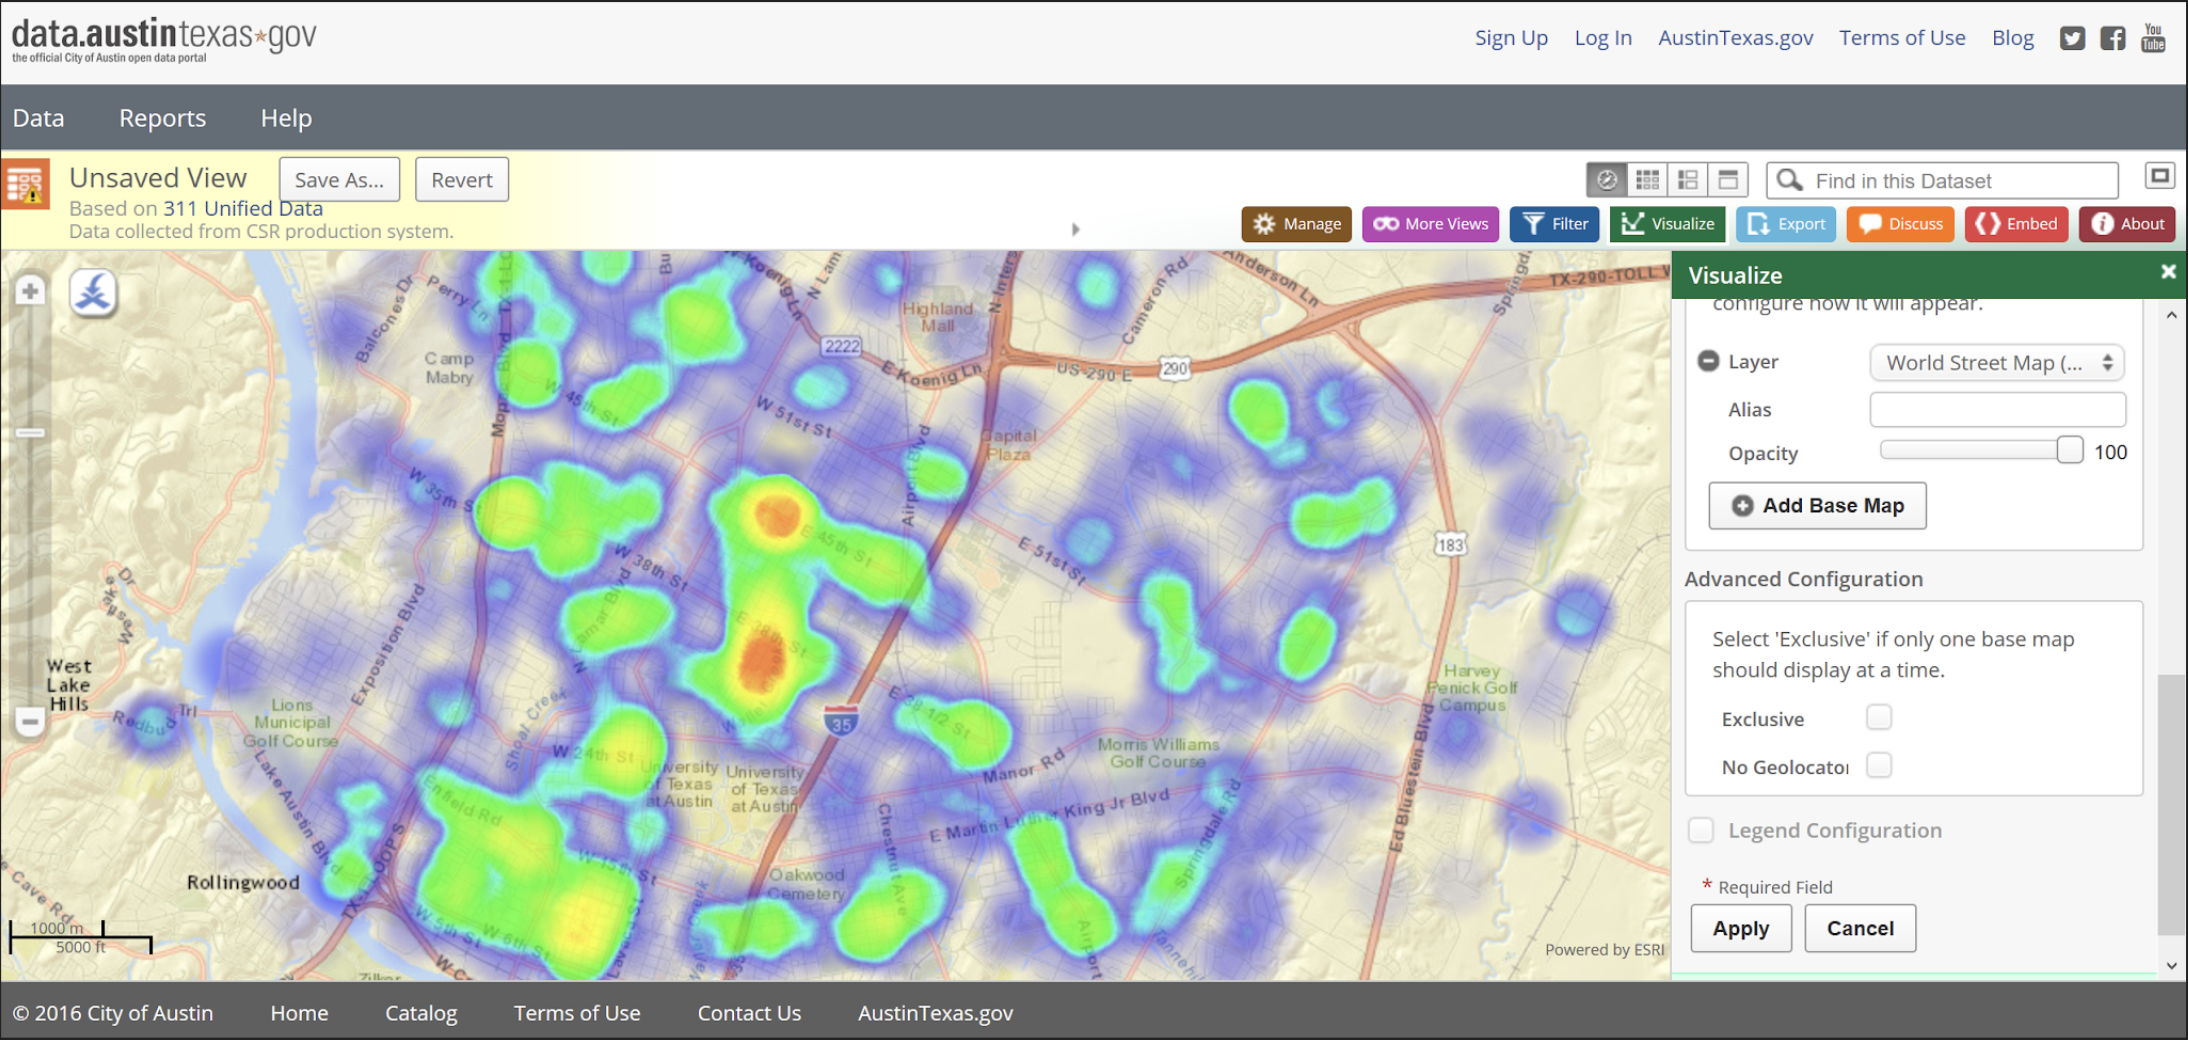 data.austintexas*gov
the official City of Austin open data portal
Sign Up Log In AustinTexas.gov Terms of Use Blog
You
Tube
Data Reports Help
Unsaved View Save As... Revert
Find in this Dataset
Based on 311 Unified Data
Data collected from CSR production system.
Manage More Views Filter Visualize Export Discuss Embed About
Visualize
configure how it will appear.
Layer World Street Map (...
Alias
Opacity 100
Add Base Map
Advanced Configuration
Select 'Exclusive' if only one base map
should display at a time.
Exclusive
No Geolocator
Legend Configuration
* Required Field
Apply Cancel
Balcones Dr
Perry Ln
Koenig Ln
N Lam
Cameron Rd
Anderson Ln
TX-290-TOLL
Springd
Highland
Mall
2222
E Koenig Ln
US-290 E
290
Camp
Mabry
W 45th St
W 51st St
Airport Blvd
Capital
Plaza
W 35th S
E 45th St
W 38th St
E 51st St
183
Lamar Blvd
Exposition Blvd
West
Lake
Hills
Redbud Trl
Lions
Municipal
Golf Course
Shoal Creek
35
E 38 1/2 St
Harvey
Penick Golf
Campus
W 24th St
University
of Texas
at Austin
University
of Texas
at Austin
Manor Rd
Morris Williams
Golf Course
Ed Bluestein Blvd
E Martin Luther King Jr Blvd
Springdale Rd
Enfield Rd
Lake Austin Blvd
W 15th St
Chestnut Ave
Oakwood
Cemetery
Rollingwood
TX-1-LOOP S
Cave Rd
W 5th St
W 6th St
Lavaca St
Airport
Tannehil
Zilker
1000 m
5000 ft
Powered by ESRI
© 2016 City of Austin Home Catalog Terms of Use Contact Us AustinTexas.gov